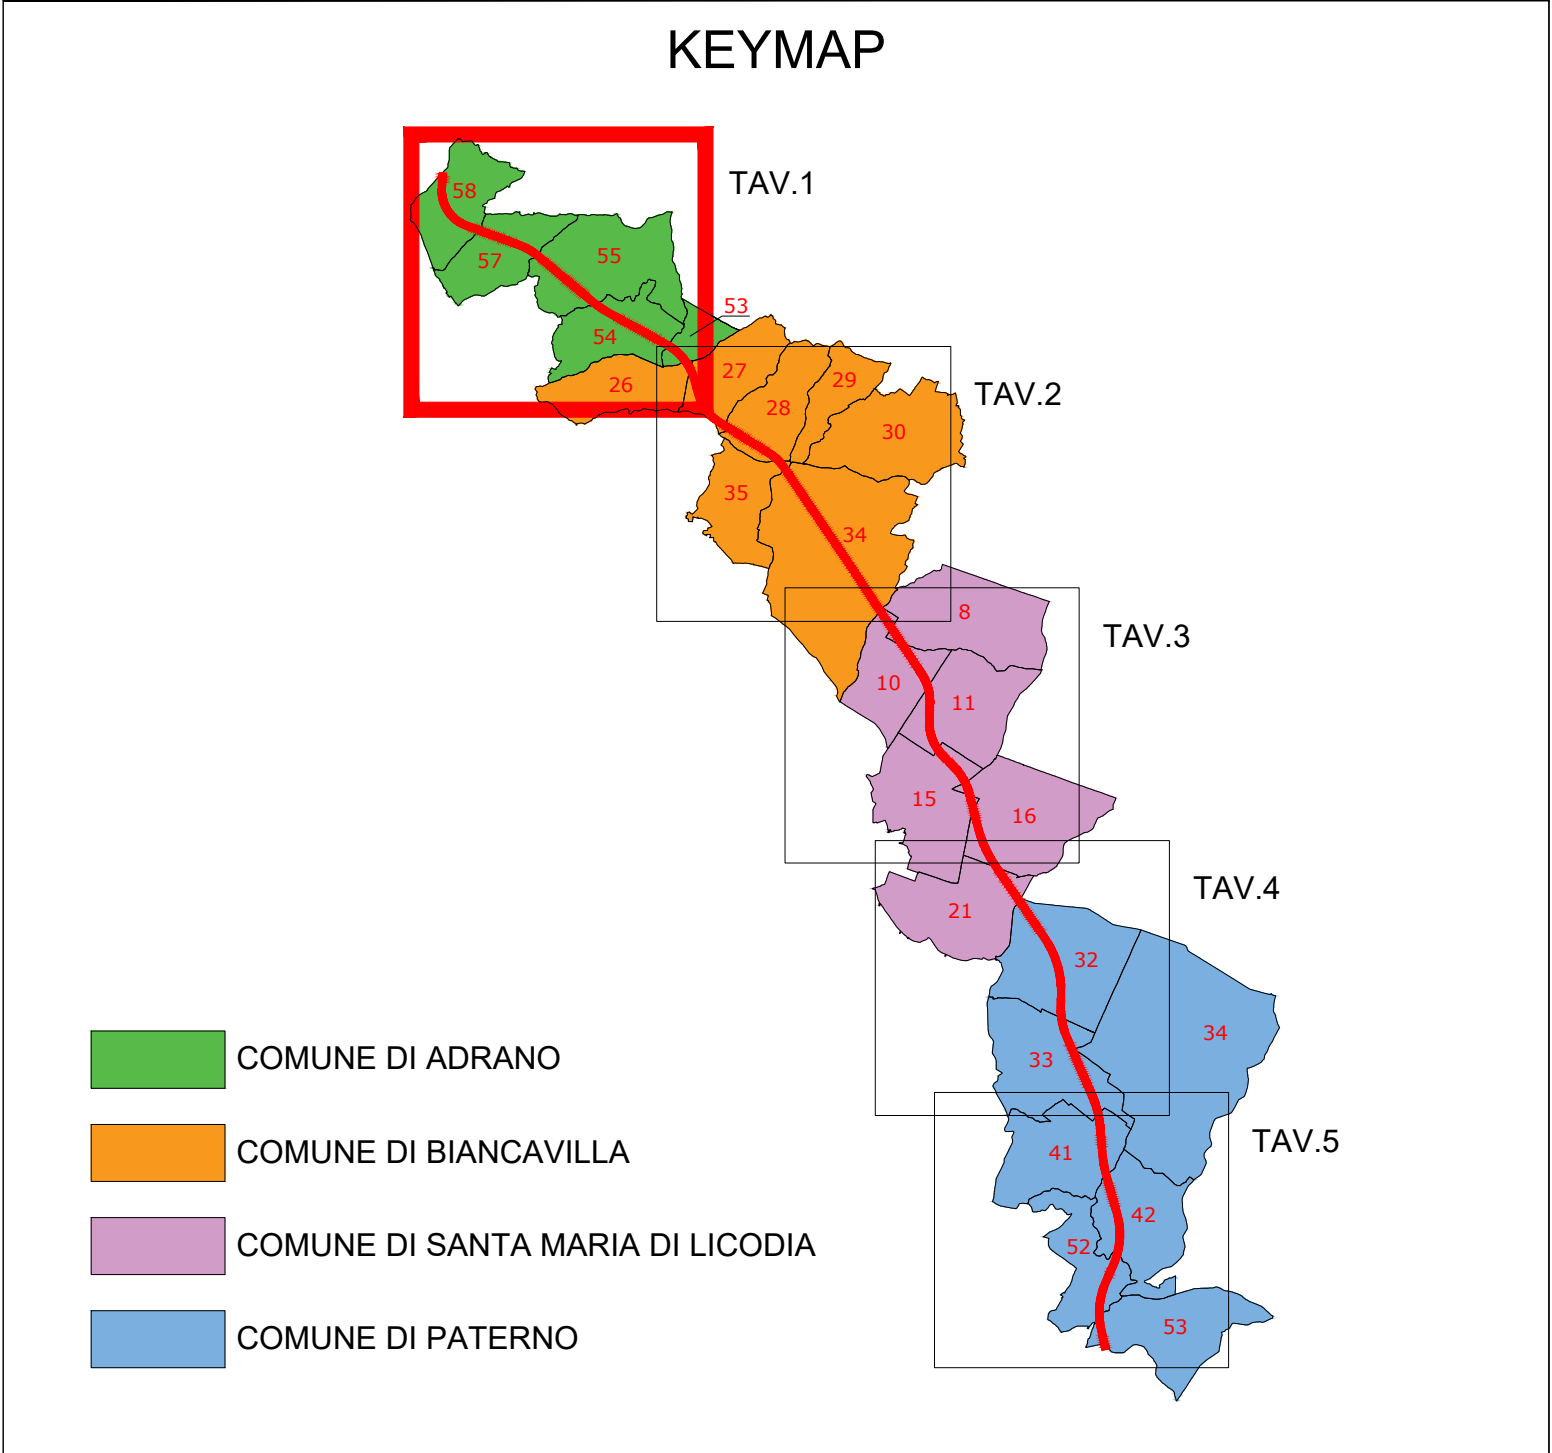 KEYMAP
TAV.1
58
57
55
53
54
26
27
28
29
30
TAV.2
35
34
8
TAV.3
10
11
15
16
TAV.4
21
32
34
33
TAV.5
41
42
52
53
COMUNE DI ADRANO
COMUNE DI BIANCAVILLA
COMUNE DI SANTA MARIA DI LICODIA
COMUNE DI PATERNO